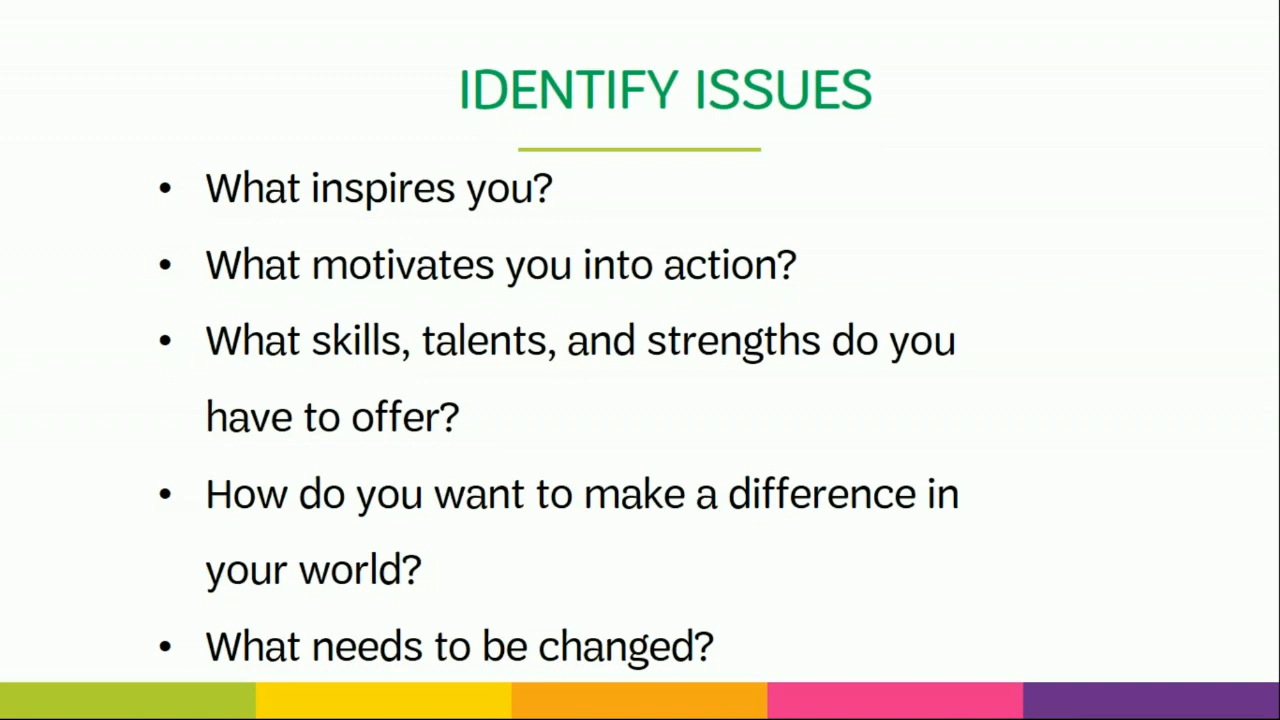 IDENTIFY ISSUES
• What inspires you?
• What motivates you into action?
• What skills, talents, and strengths do you
have to offer?
• How do you want to make a difference in
your world?
• What needs to be changed?